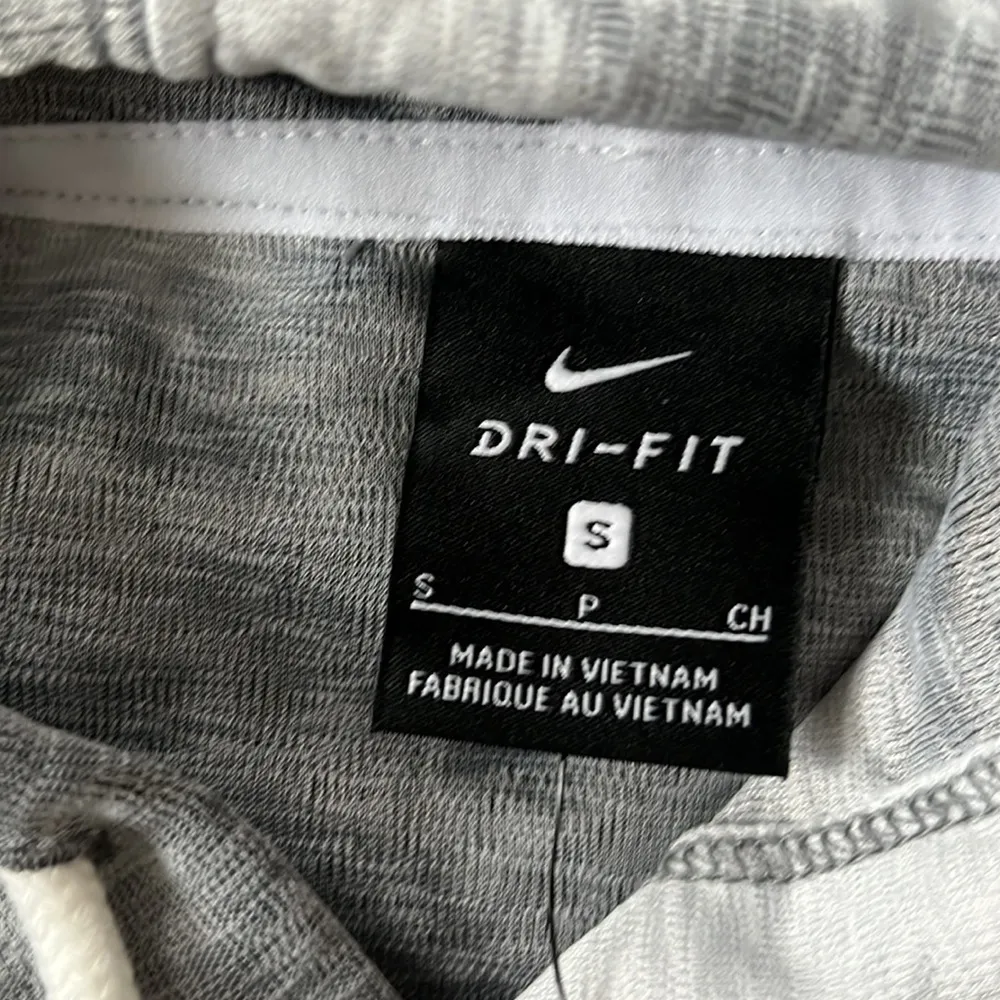 DRI-FIT
S
S P CH
MADE IN VIETNAM
FABRIQUE AU VIETNAM